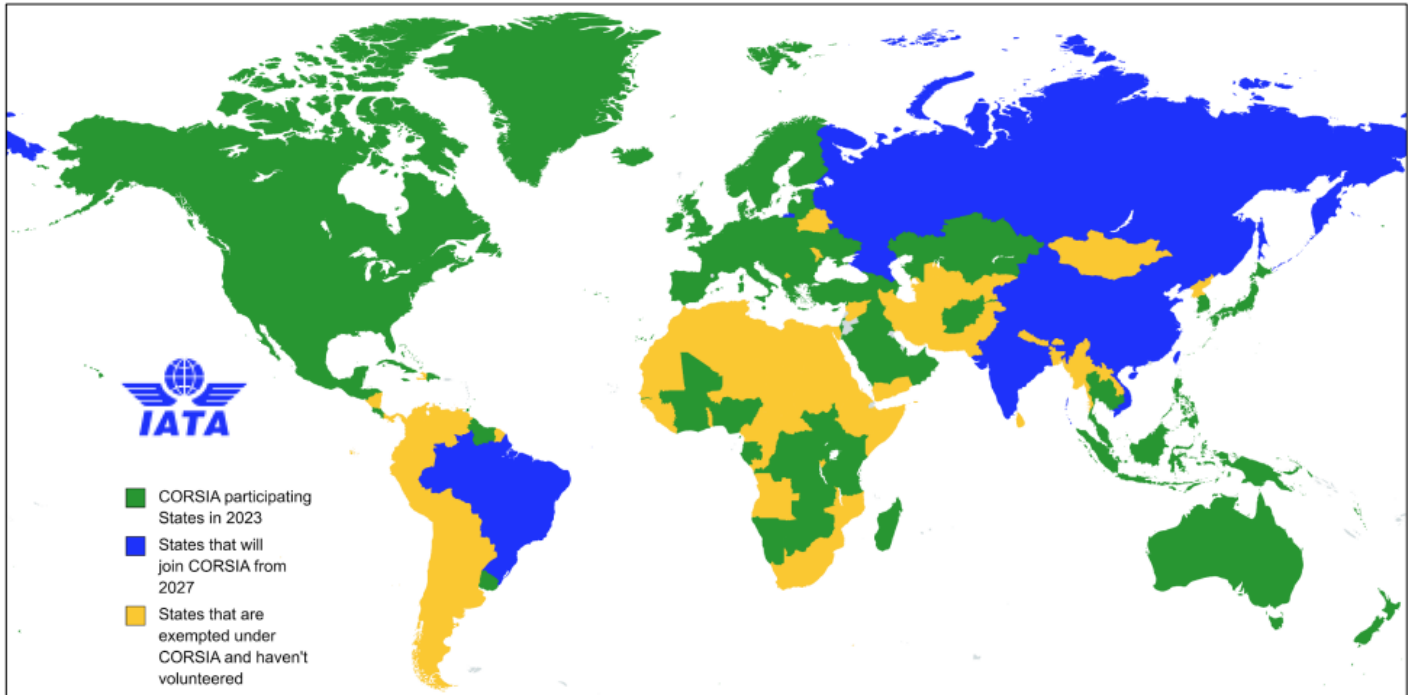 IATA
CORSIA participating
States in 2023
States that will
join CORSIA from
2027
States that are
exempted under
CORSIA and haven't
volunteered